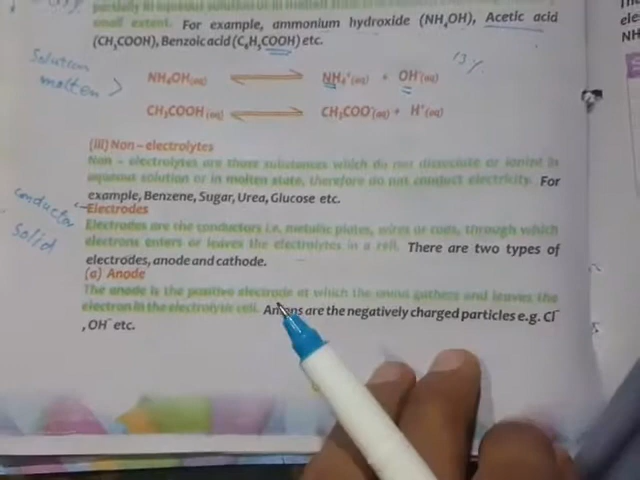 partially in aqueous solution or in molten
small extent. For example, ammonium hydroxide (NH₄OH), Acetic acid
(CH₃COOH), Benzoic acid (C₆H₅COOH) etc.
Solution
molten >
13%
NH₄OH(aq) ⇌ NH₄⁺(aq) + OH⁻(aq)
CH₃COOH(aq) ⇌ CH₃COO⁻(aq) + H⁺(aq)
(iii) Non – electrolytes
Non – electrolytes are those substances which do not dissociate or ionize in
aqueous solution or in molten state, therefore do not conduct electricity. For
example, Benzene, Sugar, Urea, Glucose etc.
conductor
Solid
Electrodes
Electrodes are the conductors i.e, metallic plates, wires or rods, through which
electrons enters or leaves the electrolytes in a cell. There are two types of
electrodes, anode and cathode.
(a) Anode
The anode is the positive electrode at which the gathers and leaves the
electron in the electrolytic cell. Anions are the negatively charged particles e.g. Cl⁻
, OH⁻ etc.